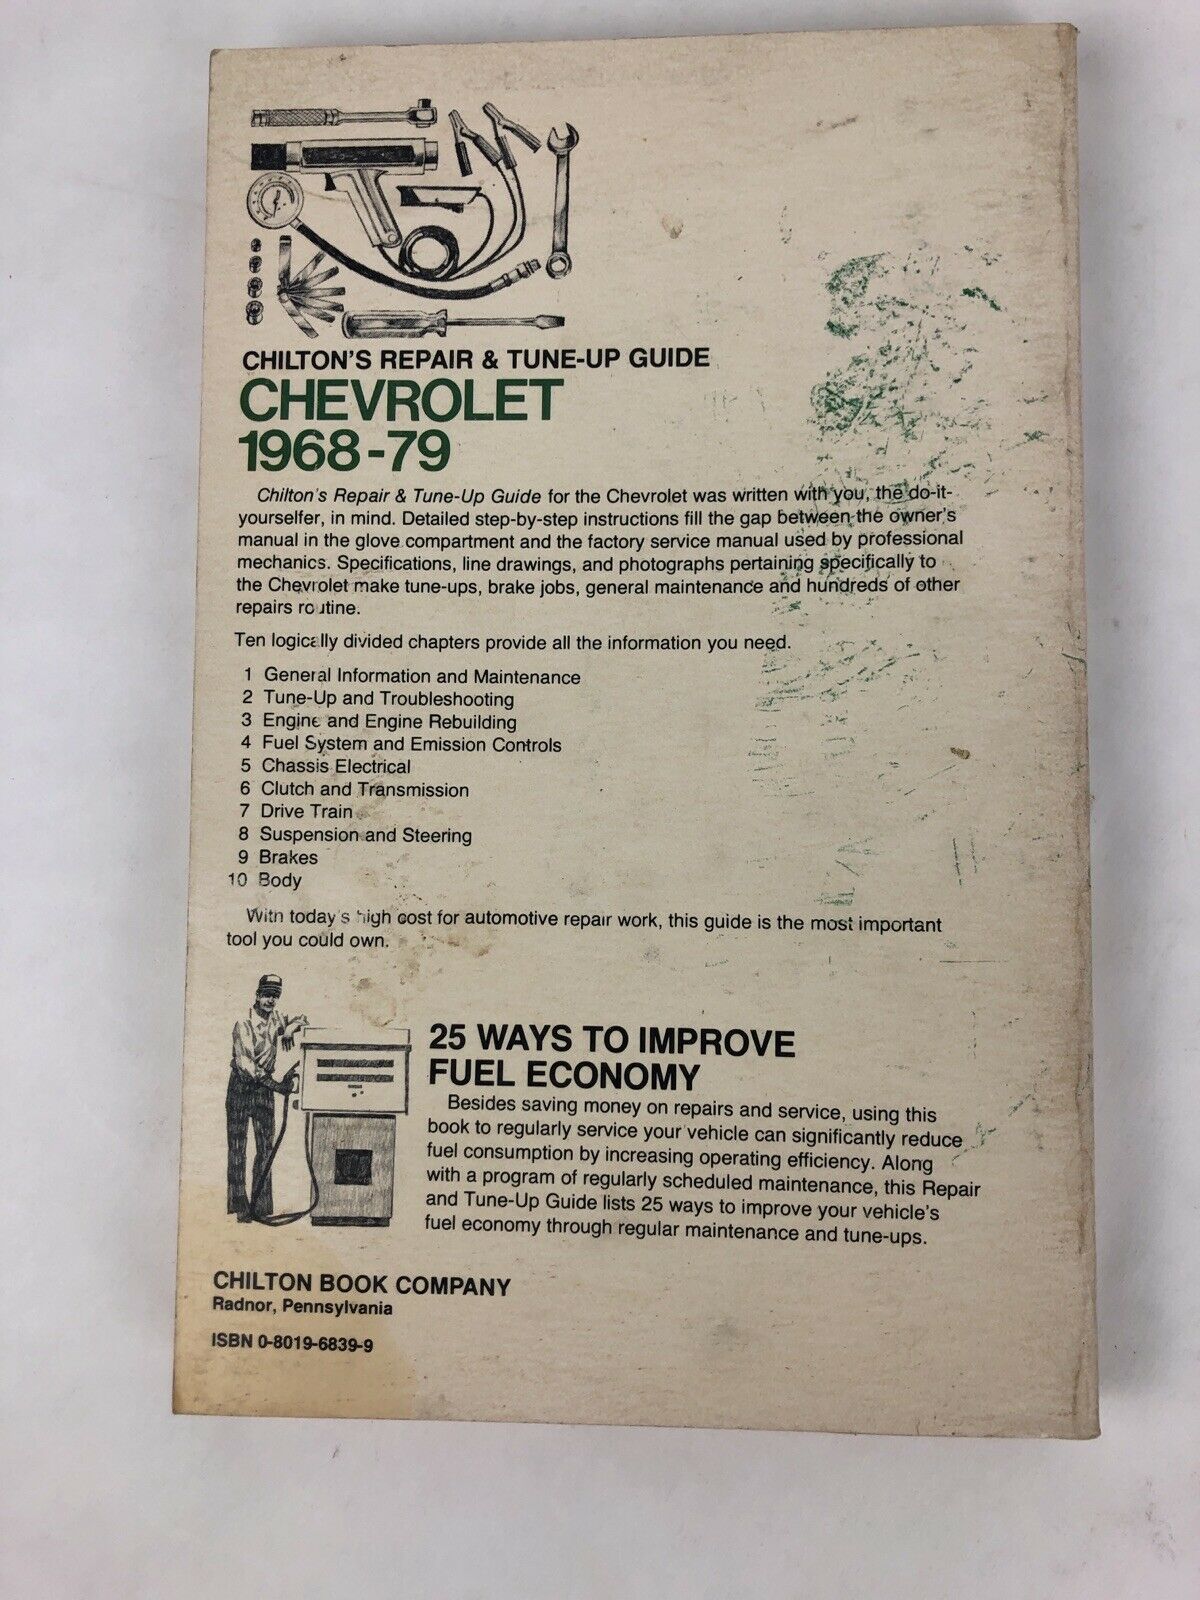 CHILTON'S REPAIR & TUNE-UP GUIDE
CHEVROLET
1968-79
Chilton's Repair & Tune-Up Guide for the Chevrolet was written with you, the do-it-
yourselfer, in mind. Detailed step-by-step instructions fill the gap between the owner's
manual in the glove compartment and the factory service manual used by professional
mechanics. Specifications, line drawings, and photographs pertaining specifically to
the Chevrolet make tune-ups, brake jobs, general maintenance and hundreds of other
repairs routine.
Ten logically divided chapters provide all the information you need.
1 General Information and Maintenance
2 Tune-Up and Troubleshooting
3 Engine and Engine Rebuilding
4 Fuel System and Emission Controls
5 Chassis Electrical
6 Clutch and Transmission
7 Drive Train
8 Suspension and Steering
9 Brakes
10 Body
With today's high cost for automotive repair work, this guide is the most important
tool you could own.
25 WAYS TO IMPROVE
FUEL ECONOMY
Besides saving money on repairs and service, using this
book to regularly service your vehicle can significantly reduce
fuel consumption by increasing operating efficiency. Along
with a program of regularly scheduled maintenance, this Repair
and Tune-Up Guide lists 25 ways to improve your vehicle's
fuel economy through regular maintenance and tune-ups.
CHILTON BOOK COMPANY
Radnor, Pennsylvania
ISBN 0-8019-6839-9